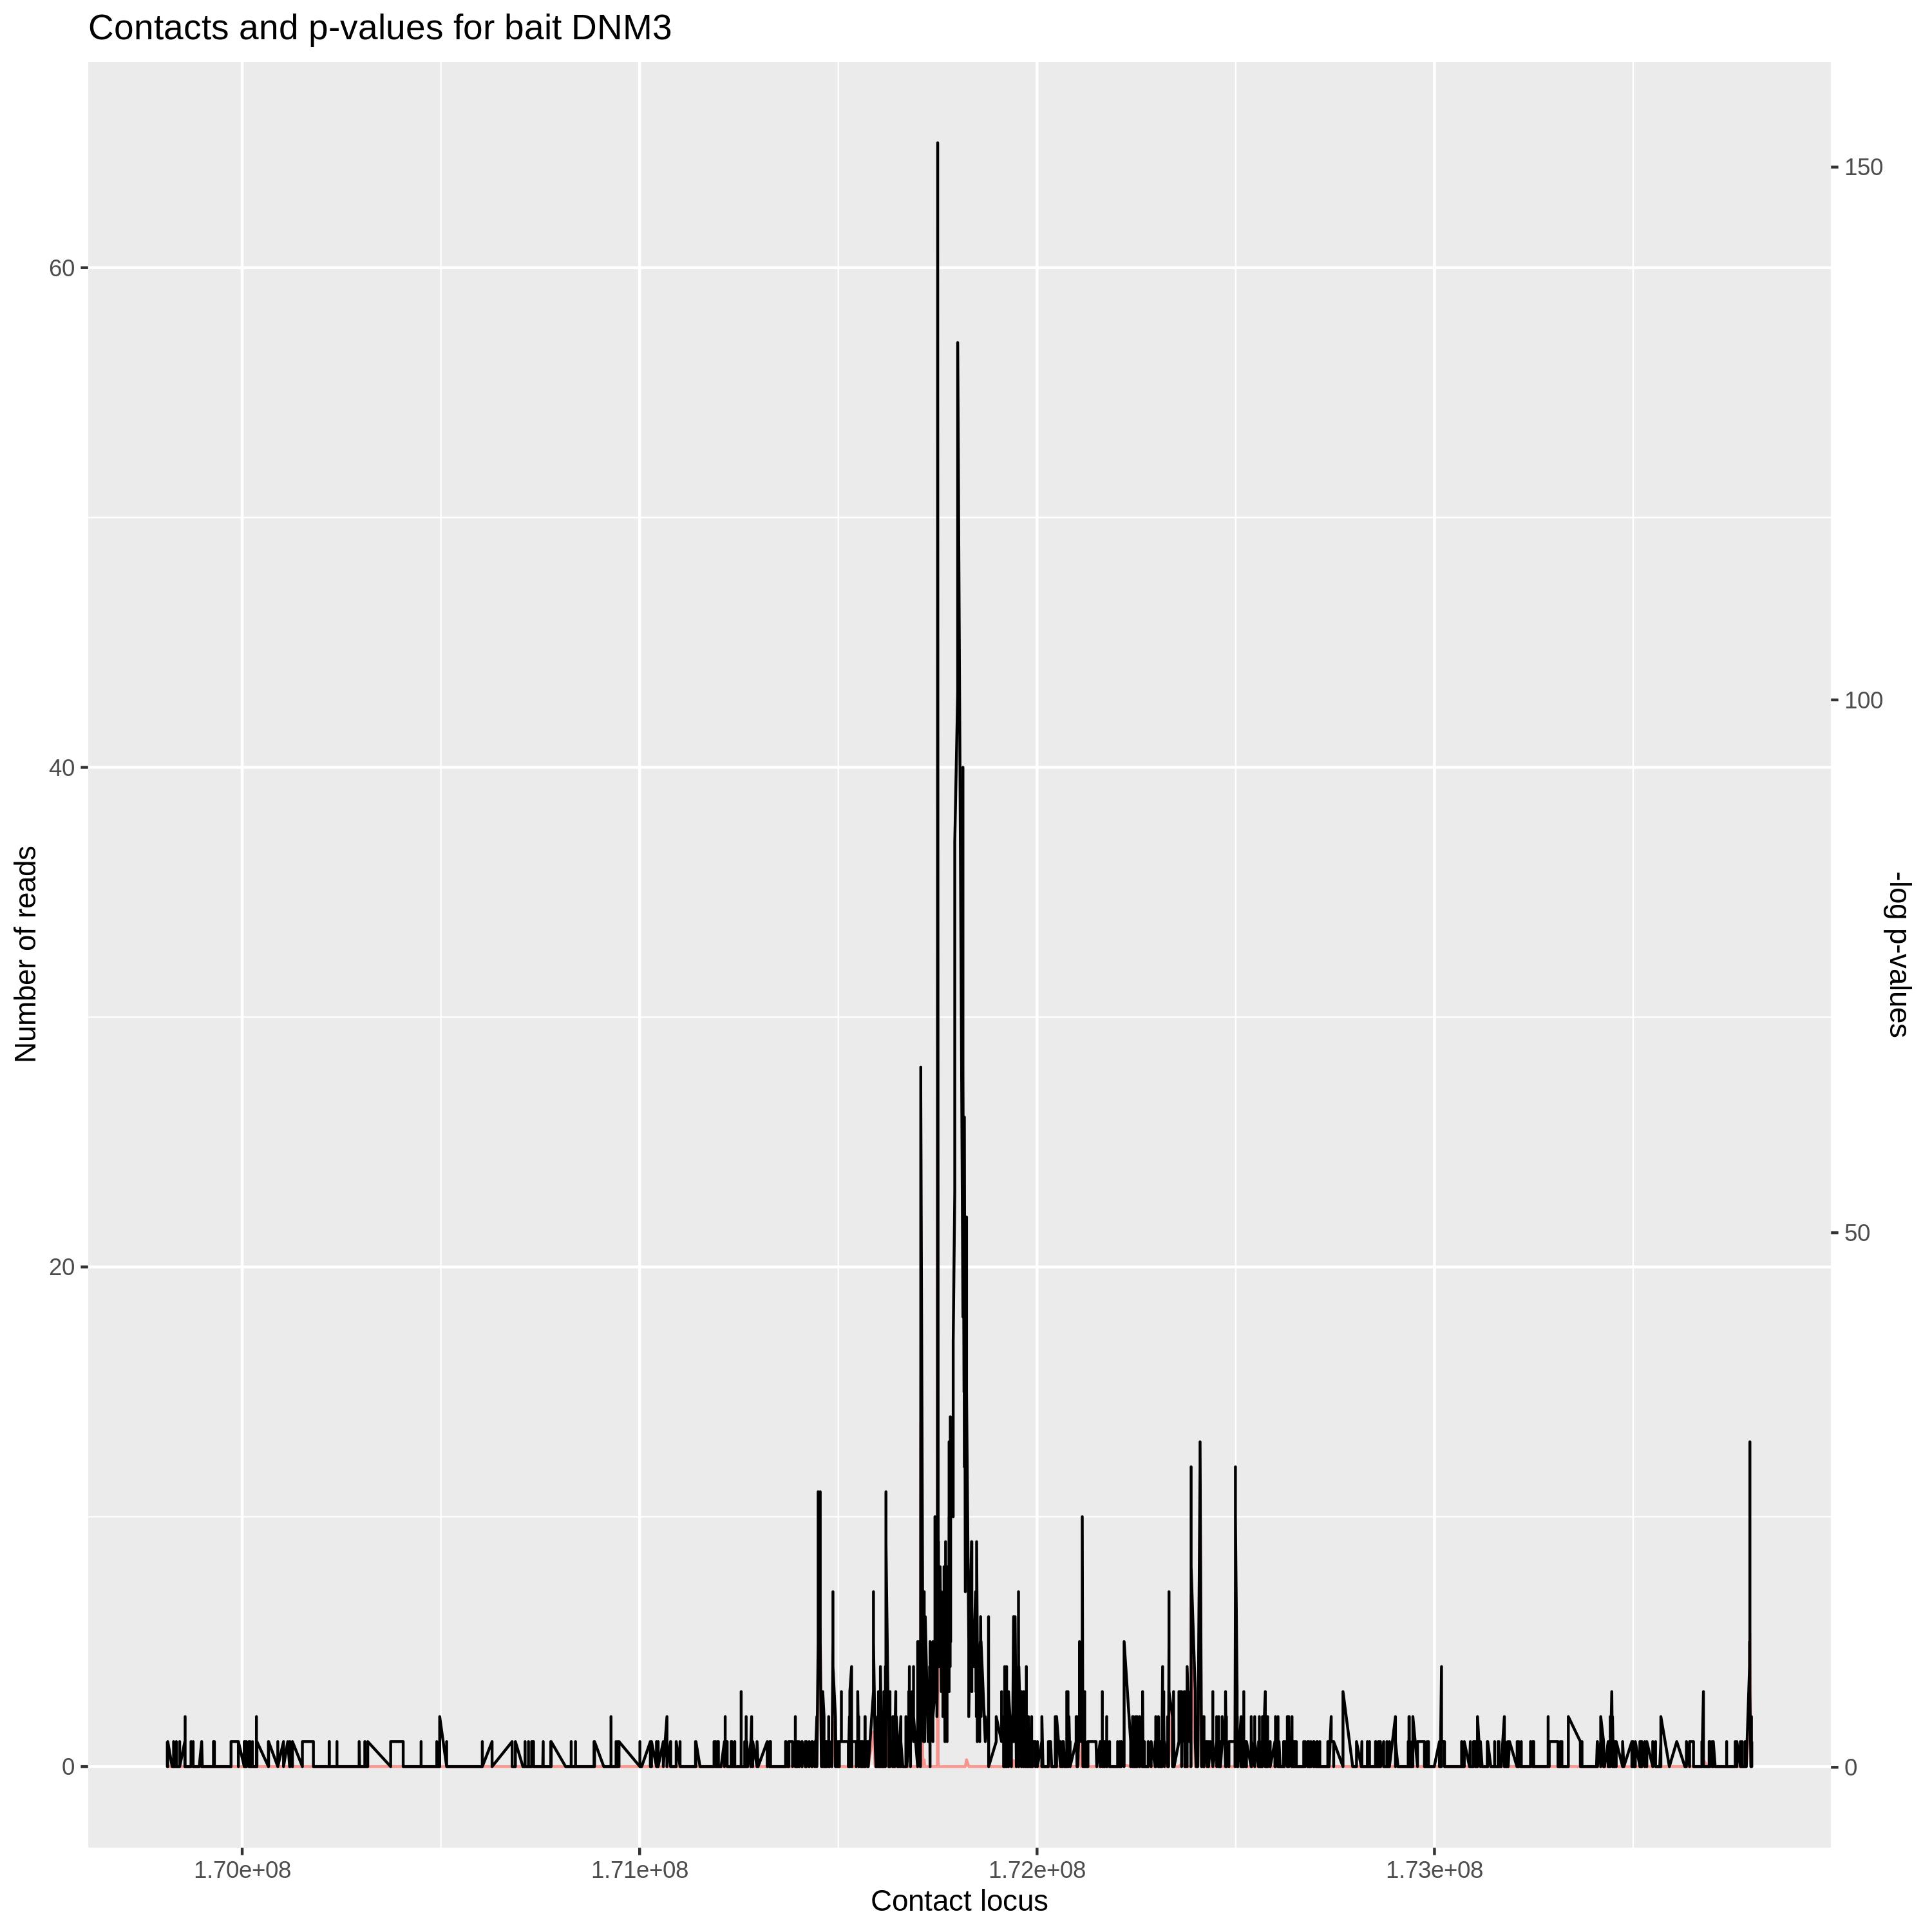 Contacts and p-values for bait DNM3
60
40
20
0
Number of reads
150
100
50
0
-log p-values
1.70e+08
1.71e+08
1.72e+08
1.73e+08
Contact locus